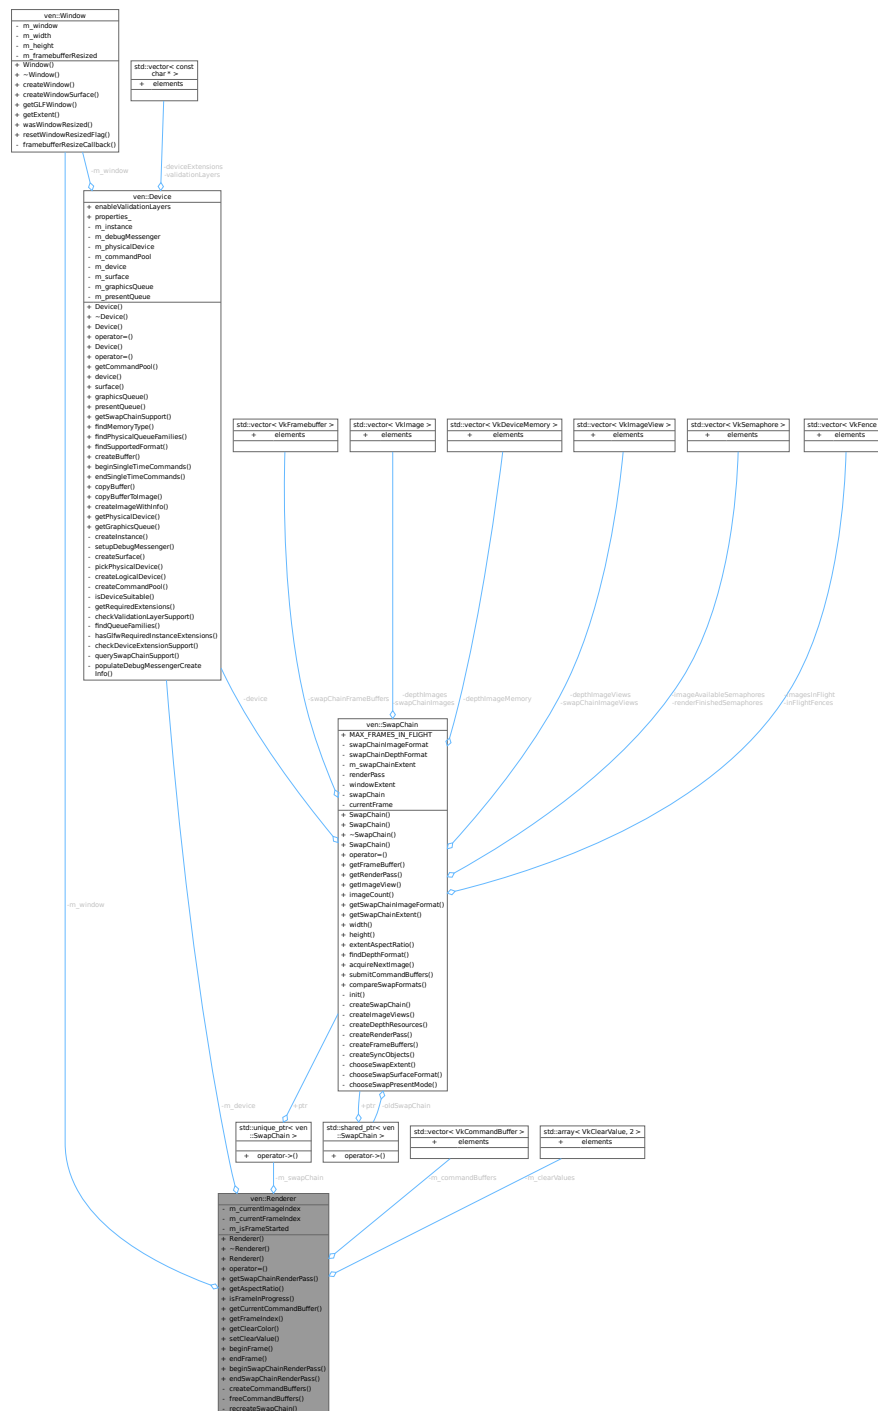 ven::Window
- m_window
- m_width
- m_height
- m_framebufferResized
+ Window()
+ ~Window()
+ createWindow()
+ createWindowSurface()
+ getGLFWindow()
+ getExtent()
+ wasWindowResized()
+ resetWindowResizedFlag()
- framebufferResizeCallback()
std::vector< const
char * >
+ elements
-m_window
-deviceExtensions
-validationLayers
ven::Device
+ enableValidationLayers
+ properties_
- m_instance
- m_debugMessenger
- m_physicalDevice
- m_commandPool
- m_device
- m_surface
- m_graphicsQueue
- m_presentQueue
+ Device()
+ ~Device()
+ Device()
+ operator=()
+ Device()
+ operator=()
+ getCommandPool()
+ device()
+ surface()
+ graphicsQueue()
+ presentQueue()
+ getSwapChainSupport()
+ findMemoryType()
+ findPhysicalQueueFamilies()
+ findSupportedFormat()
+ createBuffer()
+ beginSingleTimeCommands()
+ endSingleTimeCommands()
+ copyBuffer()
+ copyBufferToImage()
+ createImageWithInfo()
+ getPhysicalDevice()
+ getGraphicsQueue()
- createInstance()
- setupDebugMessenger()
- createSurface()
- pickPhysicalDevice()
- createLogicalDevice()
- createCommandPool()
- isDeviceSuitable()
- getRequiredExtensions()
- checkValidationLayerSupport()
- findQueueFamilies()
- hasGlfwRequiredInstanceExtensions()
- checkDeviceExtensionSupport()
- querySwapChainSupport()
- populateDebugMessengerCreate
Info()
std::vector< VkFramebuffer >
+ elements
std::vector< VkImage >
+ elements
std::vector< VkDeviceMemory >
+ elements
std::vector< VkImageView >
+ elements
std::vector< VkSemaphore >
+ elements
std::vector< VkFence
+ elements
-device
-swapChainFrameBuffers
-depthImages
-swapChainImages
-depthImageMemory
-depthImageViews
-swapChainImageViews
-imageAvailableSemaphores
-renderFinishedSemaphores
-imagesInFlight
-inFlightFences
ven::SwapChain
+ MAX_FRAMES_IN_FLIGHT
- swapChainImageFormat
- swapChainDepthFormat
- m_swapChainExtent
- renderPass
- windowExtent
- swapChain
- currentFrame
+ SwapChain()
+ SwapChain()
+ ~SwapChain()
+ SwapChain()
+ operator=()
+ getFrameBuffer()
+ getRenderPass()
+ getImageView()
+ imageCount()
+ getSwapChainImageFormat()
+ getSwapChainExtent()
+ width()
+ height()
+ extentAspectRatio()
+ findDepthFormat()
+ acquireNextImage()
+ submitCommandBuffers()
+ compareSwapFormats()
- init()
- createSwapChain()
- createImageViews()
- createDepthResources()
- createRenderPass()
- createFrameBuffers()
- createSyncObjects()
- chooseSwapExtent()
- chooseSwapSurfaceFormat()
- chooseSwapPresentMode()
-m_window
-m_device
+ptr
+ptr
-oldSwapChain
std::unique_ptr< ven
::SwapChain >
+ operator->()
std::shared_ptr< ven
::SwapChain >
+ operator->()
std::vector< VkCommandBuffer >
+ elements
std::array< VkClearValue, 2 >
+ elements
-m_swapChain
-m_commandBuffers
-m_clearValues
ven::Renderer
- m_currentImageIndex
- m_currentFrameIndex
- m_isFrameStarted
+ Renderer()
+ ~Renderer()
+ Renderer()
+ operator=()
+ getSwapChainRenderPass()
+ getAspectRatio()
+ isFrameInProgress()
+ getCurrentCommandBuffer()
+ getFrameIndex()
+ getClearColor()
+ setClearValue()
+ beginFrame()
+ endFrame()
+ beginSwapChainRenderPass()
+ endSwapChainRenderPass()
- createCommandBuffers()
- freeCommandBuffers()
- recreateSwapChain()